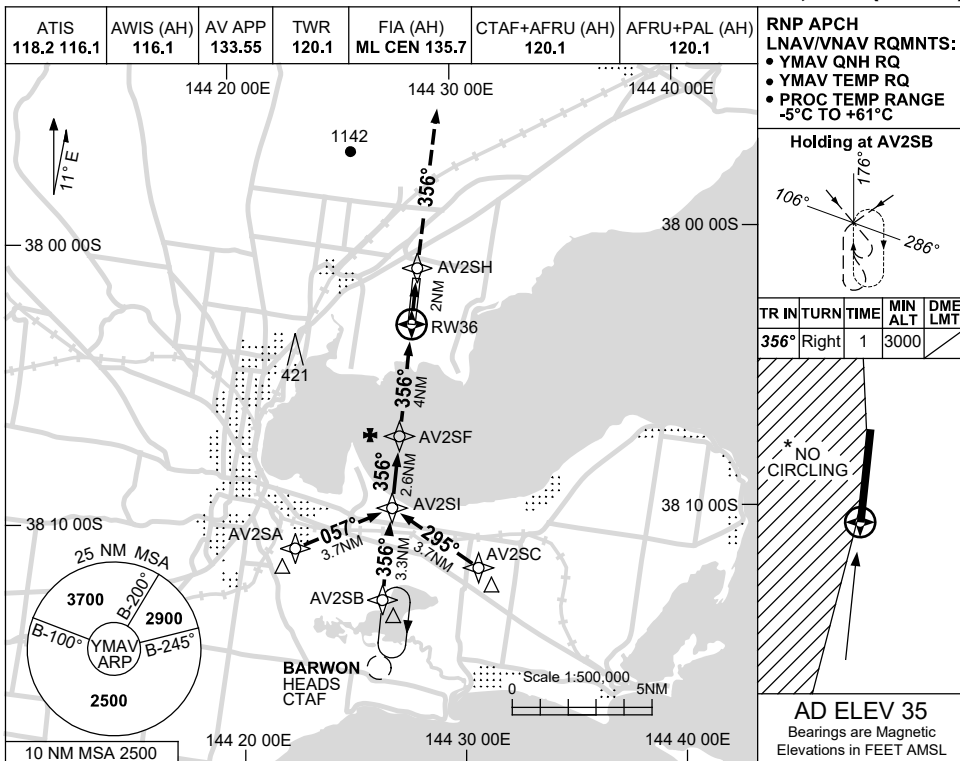 ATIS
118.2 116.1
AWIS (AH)
116.1
AV APP
133.55
TWR
120.1
FIA (AH)
ML CEN 135.7
CTAF+AFRU (AH)
120.1
AFRU+PAL (AH)
120.1
RNP APCH
LNAV/VNAV RQMNTS:
• YMAV QNH RQ
• YMAV TEMP RQ
• PROC TEMP RANGE
-5°C TO +61°C
144 20 00E
144 30 00E
144 40 00E
11° E
1142
356°
38 00 00S
38 00 00S
AV2SH
2NM
RW36
421
356°
4NM
AV2SF
356°
2.6NM
AV2SI
38 10 00S
38 10 00S
AV2SA
057°
3.7NM
295°
3.7NM
AV2SC
356°
3.3NM
AV2SB
BARWON
HEADS
CTAF
25 NM MSA
3700
B-200°
2900
B-100°
YMAV
ARP
B-245°
2500
10 NM MSA 2500
Scale 1:500,000
0
5NM
144 20 00E
144 30 00E
144 40 00E
Holding at AV2SB
176°
106°
286°
TR IN
TURN
TIME
MIN
ALT
DME
LMT
356°
Right
1
3000
* NO
CIRCLING
AD ELEV 35
Bearings are Magnetic
Elevations in FEET AMSL